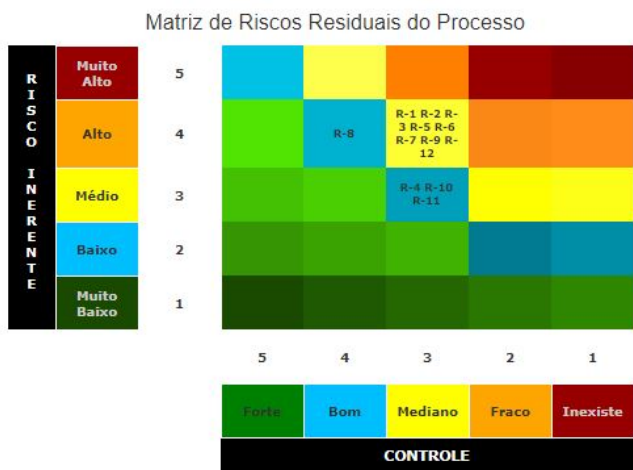 Matriz de Riscos Residuais do Processo
RISCO INERENTE
Muito
Alto
5
Alto
4
R-8
R-1 R-2 R-
3 R-5 R-6
R-7 R-9 R-
12
Médio
3
R-4 R-10
R-11
Baixo
2
Muito
Baixo
1
5 4 3 2 1
Forte Bom Mediano Fraco Inexiste
CONTROLE